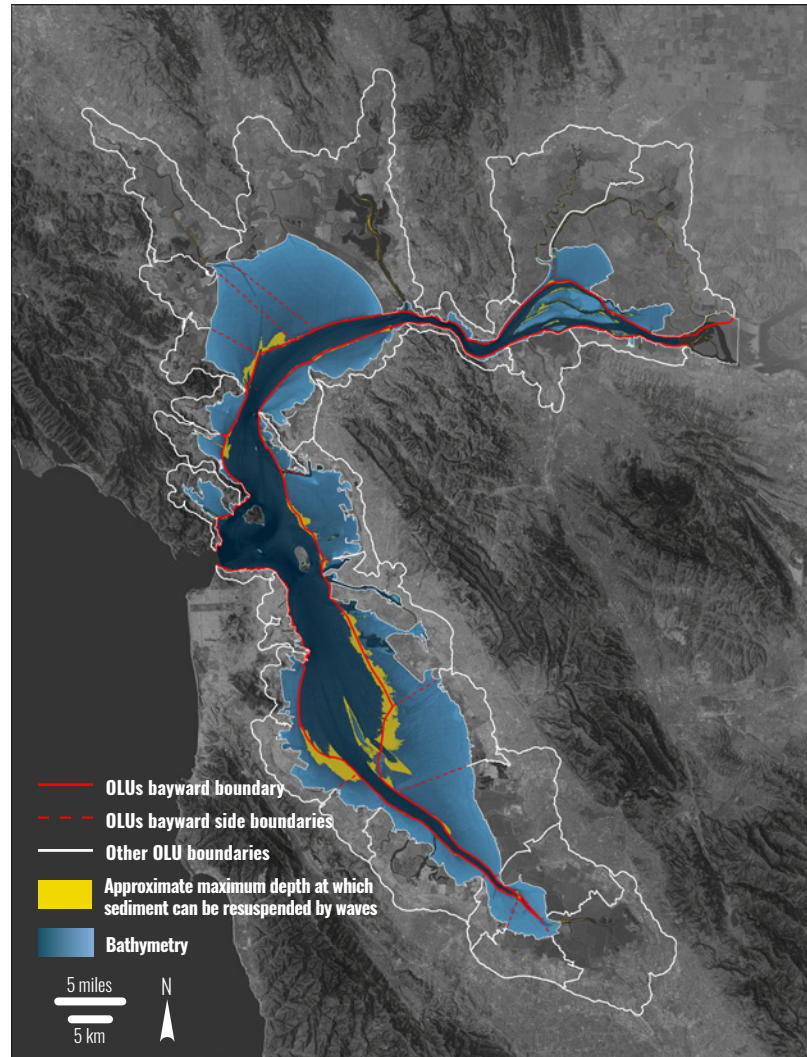 OLUs bayward boundary
OLUs bayward side boundaries
Other OLU boundaries
Approximate maximum depth at which
sediment can be resuspended by waves
Bathymetry
5 miles
N
5 km